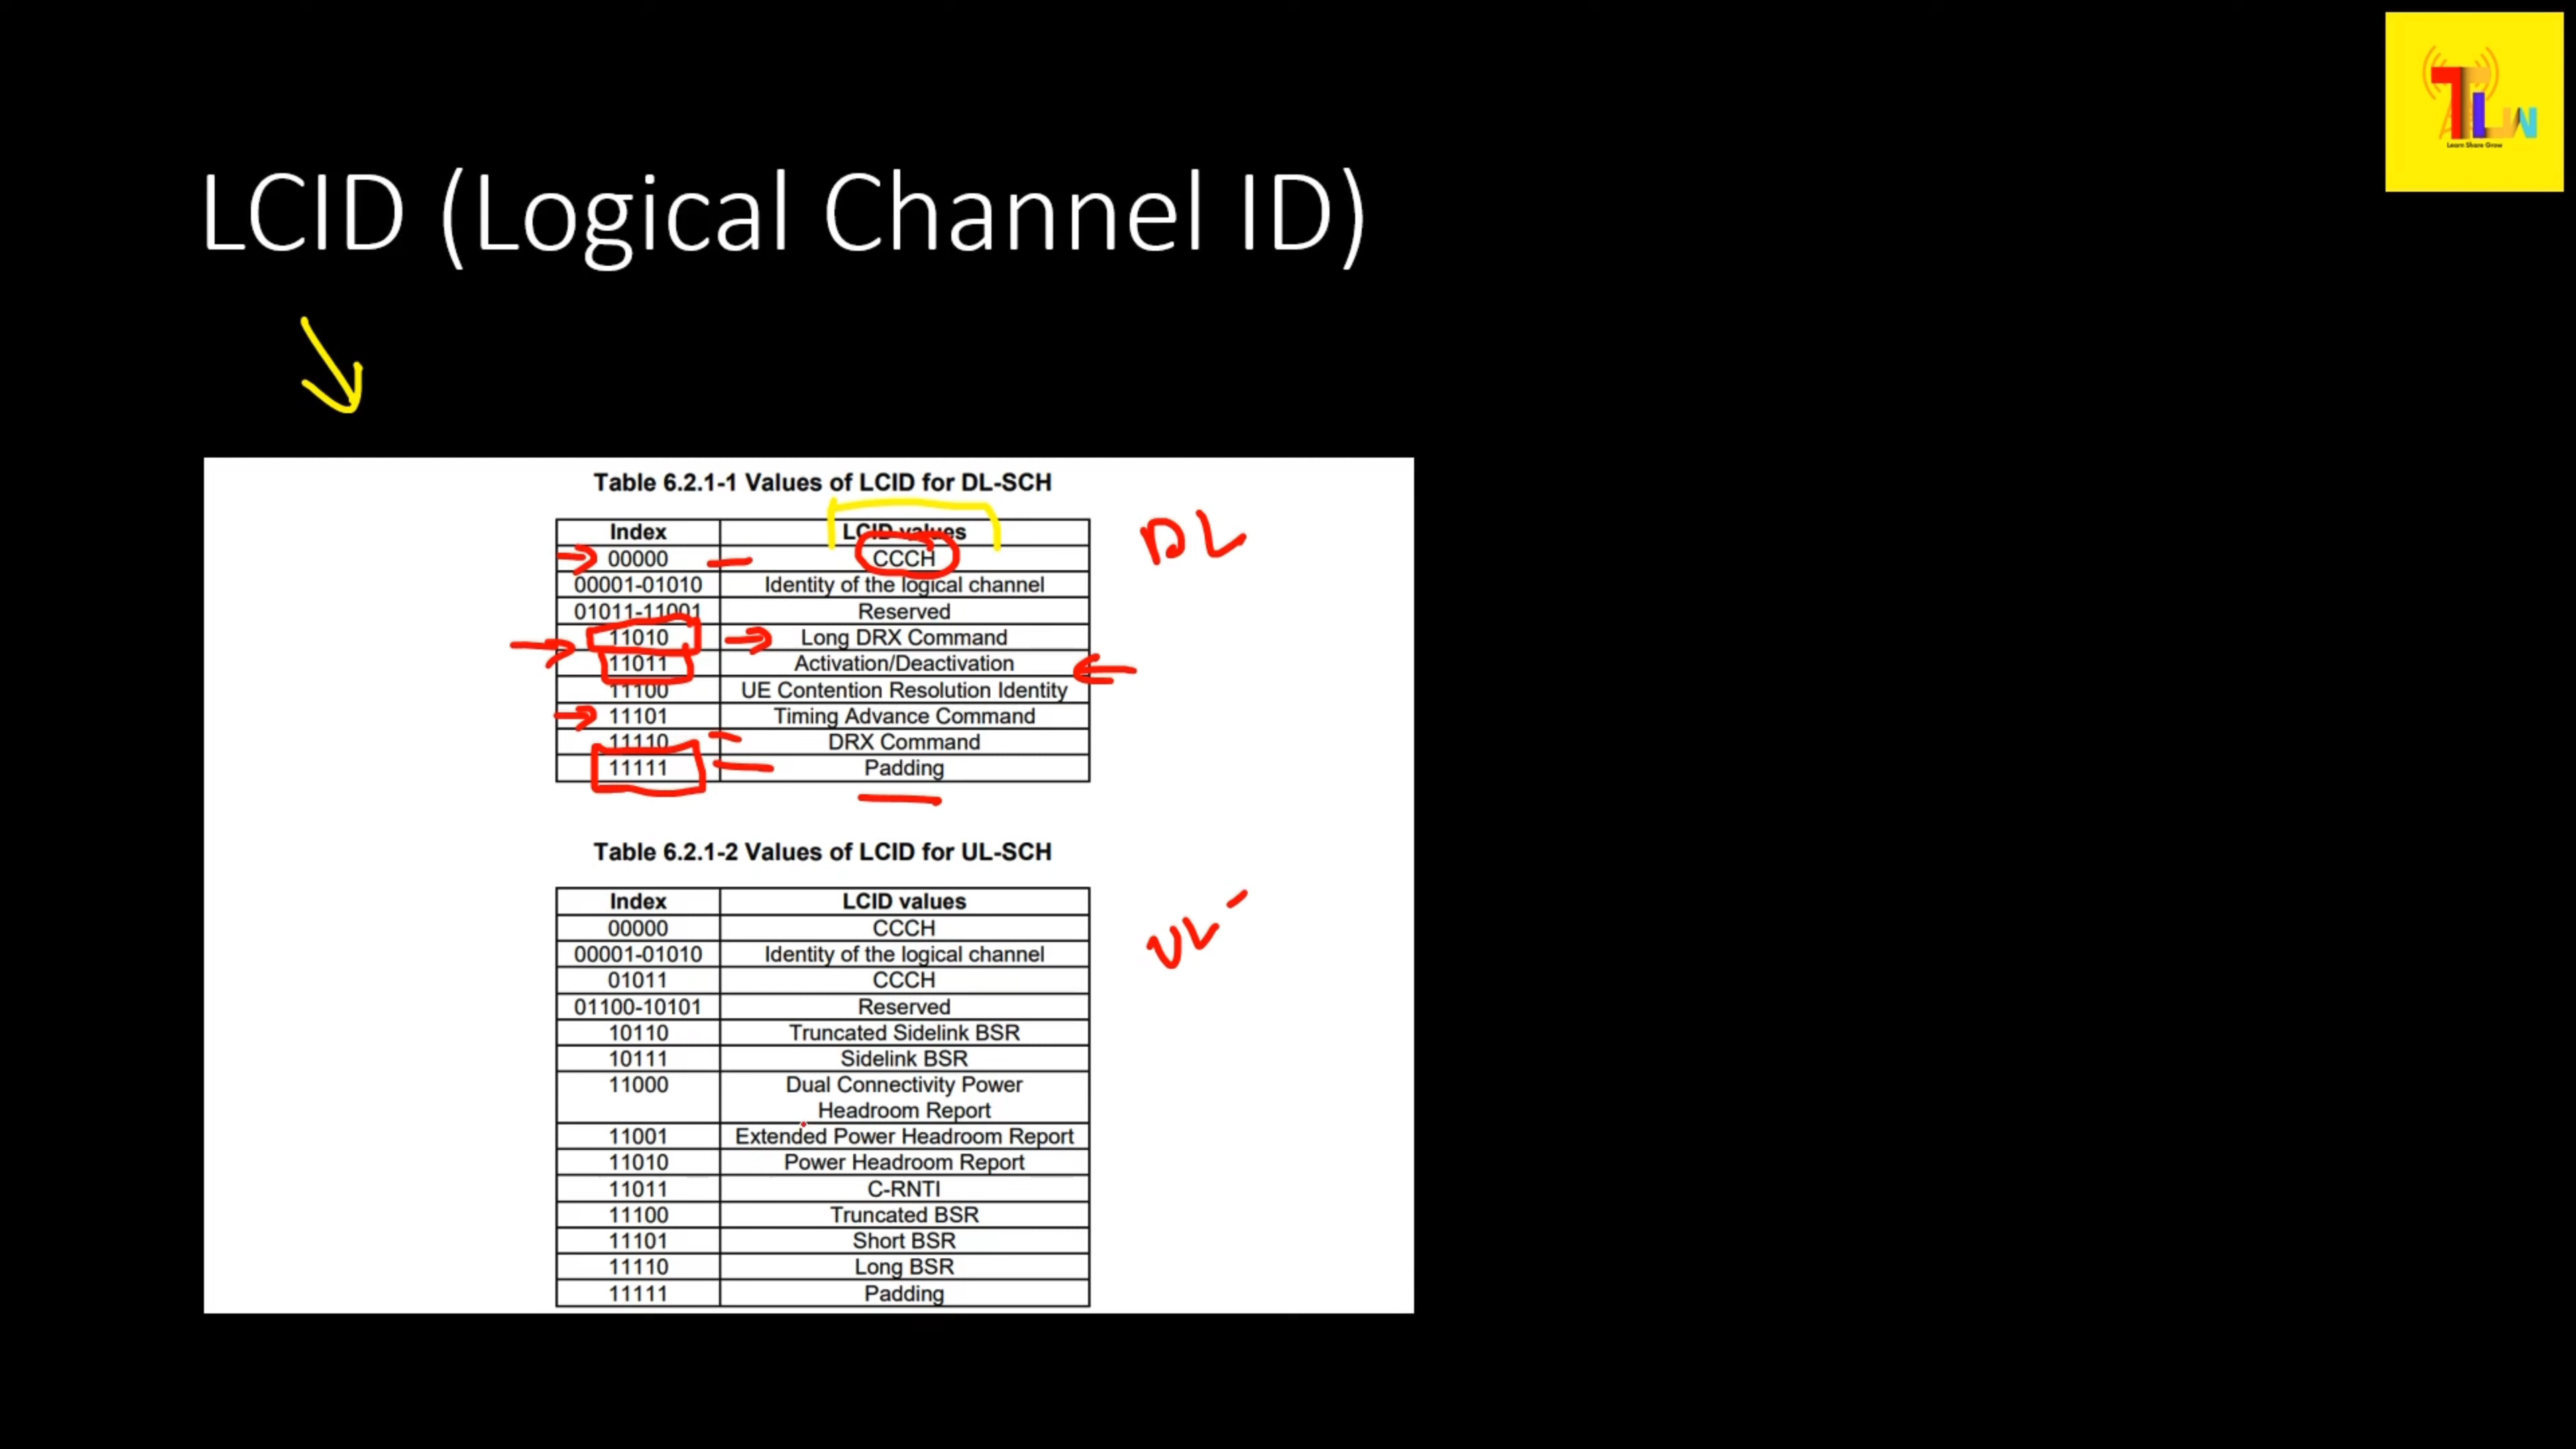 TLW
Learn Share Grow
LCID (Logical Channel ID)
Table 6.2.1-1 Values of LCID for DL-SCH
Index LCID values
DL
00000 CCCH
00001-01010 Identity of the logical channel
01011-11001 Reserved
11010 Long DRX Command
11011 Activation/Deactivation
11100 UE Contention Resolution Identity
11101 Timing Advance Command
11110 DRX Command
11111 Padding
Table 6.2.1-2 Values of LCID for UL-SCH
Index LCID values
UL
00000 CCCH
00001-01010 Identity of the logical channel
01011 CCCH
01100-10101 Reserved
10110 Truncated Sidelink BSR
10111 Sidelink BSR
11000 Dual Connectivity Power
Headroom Report
11001 Extended Power Headroom Report
11010 Power Headroom Report
11011 C-RNTI
11100 Truncated BSR
11101 Short BSR
11110 Long BSR
11111 Padding